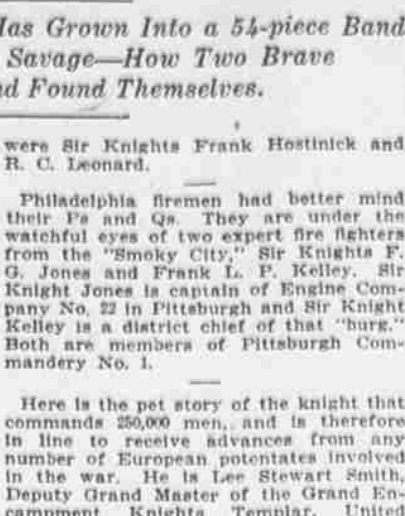 Has Grown Into a 54-piece Band
Savage—How Two Brave
nd Found Themselves.
were Sir Knights Frank Hostinick and
R. C. Leonard.
Philadelphia firemen had better mind
their Ps and Qs. They are under the
watchful eyes of two expert fire fighters
from the "Smoky City," Sir Knights F.
G. Jones and Frank L. P. Kelley. Sir
Knight Jones is captain of Engine Com-
pany No. 22 in Pittsburgh and Sir Knight
Kelley is a district chief of that "burg."
Both are members of Pittsburgh Com-
mandery No. 1.
Here is the pet story of the knight that
commands 250,000 men, and is therefore
in line to receive advances from any
number of European potentates involved
in the war. He is Lee Stewart Smith,
Deputy Grand Master of the Grand En-
campment Knights Templar, United